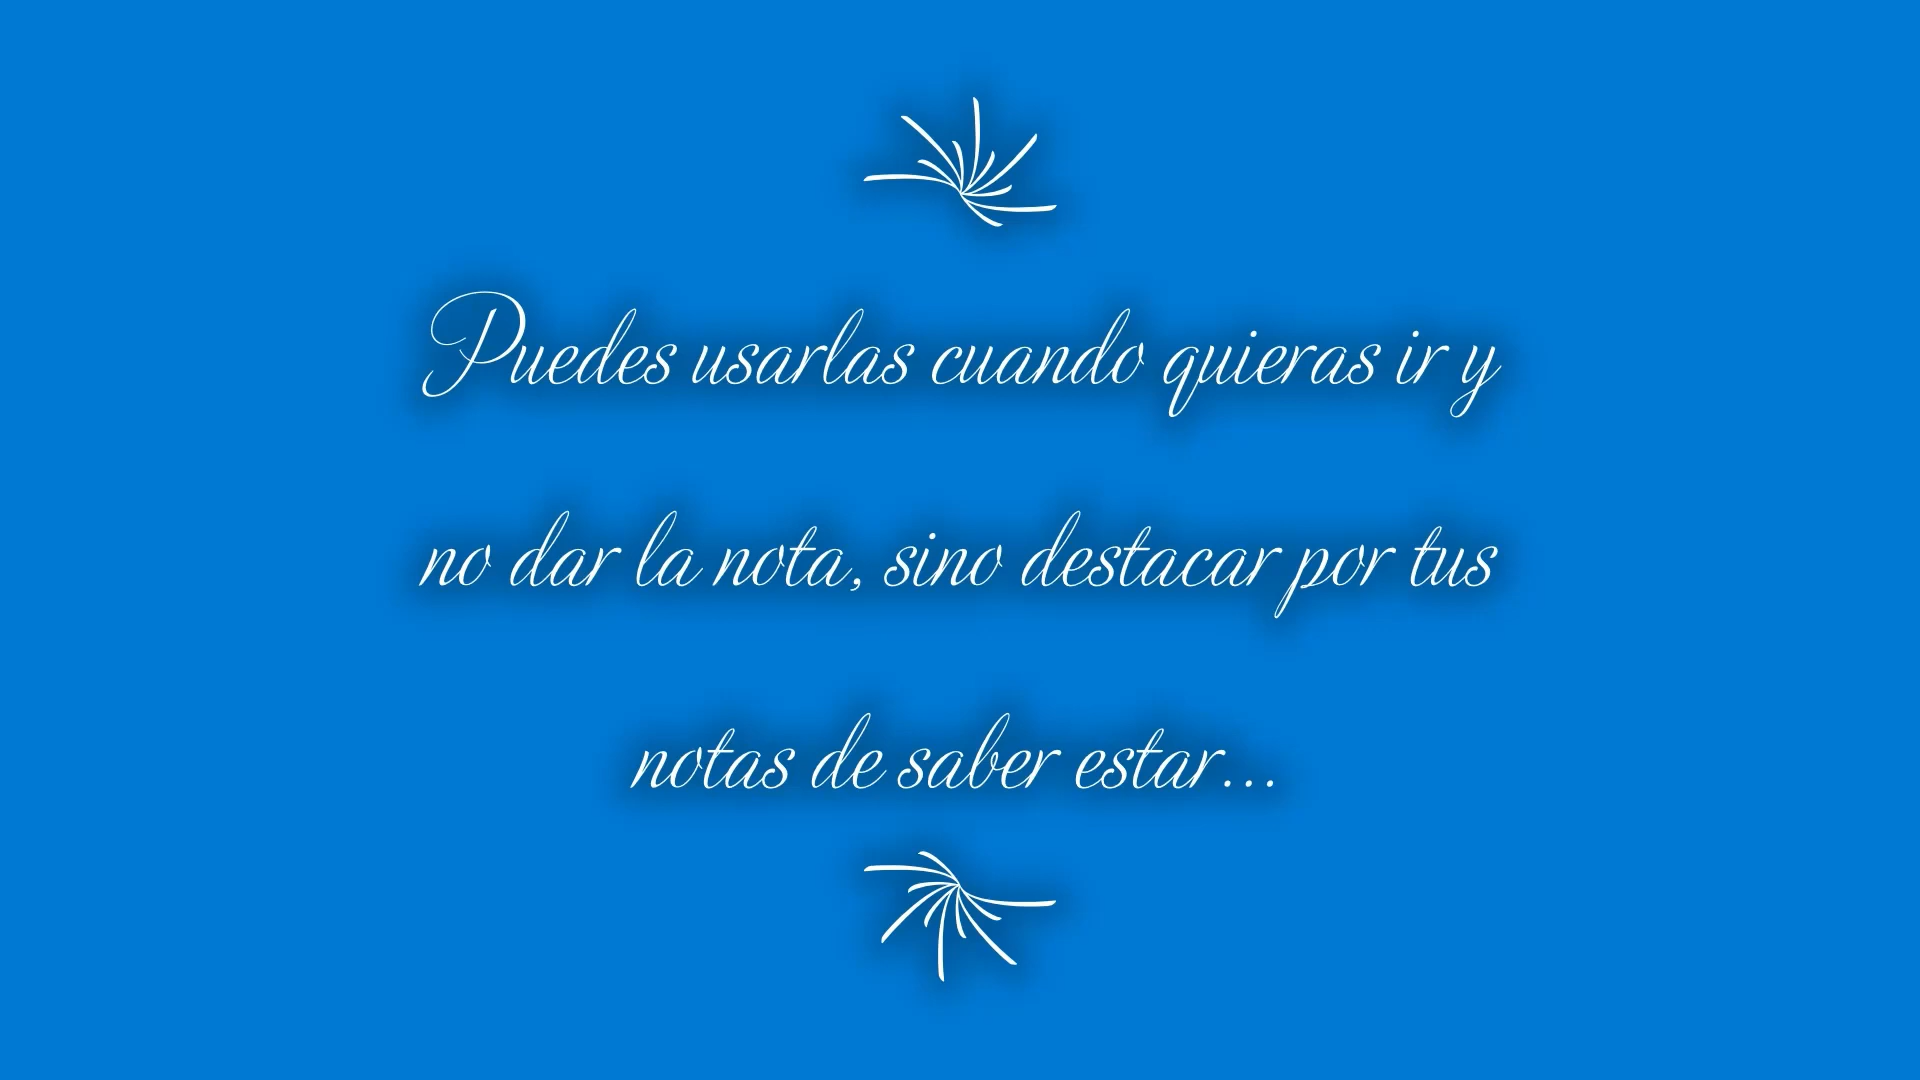 Puedes usarlas cuando quieras ir y
no dar la nota, sino destacar por tus
notas de saber estar...